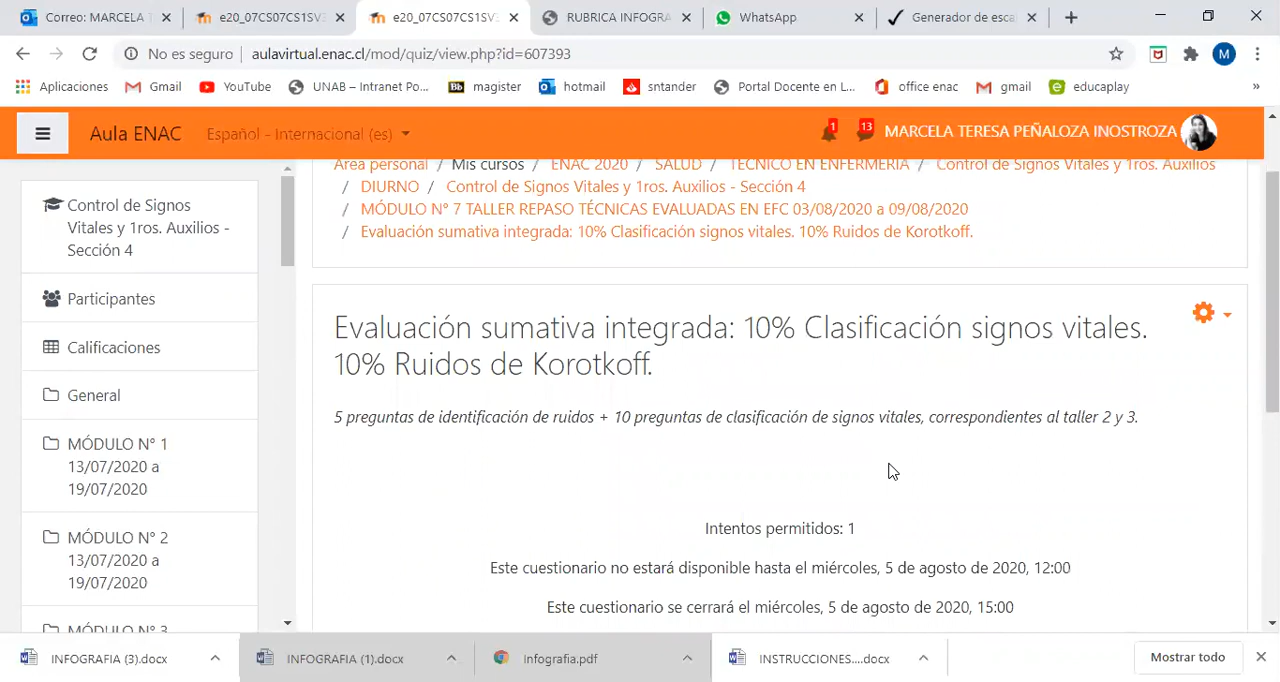 Correo: MARCELA T
e20_07CS07CS1SV3
e20_07CS07CS1SV3
RUBRICA INFOGRA
WhatsApp
Generador de esca
No es seguro
aulavirtual.enac.cl/mod/quiz/view.php?id=607393
M
Aplicaciones
Gmail
YouTube
UNAB – Intranet Po...
Bb magister
hotmail
sntander
Portal Docente en L...
office enac
gmail
educaplay
»
Aula ENAC
Español - Internacional (es)
1
13
MARCELA TERESA PEÑALOZA INOSTROZA
Área personal / Mis cursos / ENAC 2020 / SALUD / TÉCNICO EN ENFERMERÍA / Control de Signos Vitales y 1ros. Auxilios
/ DIURNO / Control de Signos Vitales y 1ros. Auxilios - Sección 4
/ MÓDULO N° 7 TALLER REPASO TÉCNICAS EVALUADAS EN EFC 03/08/2020 a 09/08/2020
/ Evaluación sumativa integrada: 10% Clasificación signos vitales. 10% Ruidos de Korotkoff.
Control de Signos
Vitales y 1ros. Auxilios -
Sección 4
Participantes
Calificaciones
General
MÓDULO N° 1
13/07/2020 a
19/07/2020
MÓDULO N° 2
13/07/2020 a
19/07/2020
MÓDULO N° 3
Evaluación sumativa integrada: 10% Clasificación signos vitales.
10% Ruidos de Korotkoff.
5 preguntas de identificación de ruidos + 10 preguntas de clasificación de signos vitales, correspondientes al taller 2 y 3.
Intentos permitidos: 1
Este cuestionario no estará disponible hasta el miércoles, 5 de agosto de 2020, 12:00
Este cuestionario se cerrará el miércoles, 5 de agosto de 2020, 15:00
INFOGRAFIA (3).docx
INFOGRAFIA (1).docx
Infografia.pdf
INSTRUCCIONES....docx
Mostrar todo